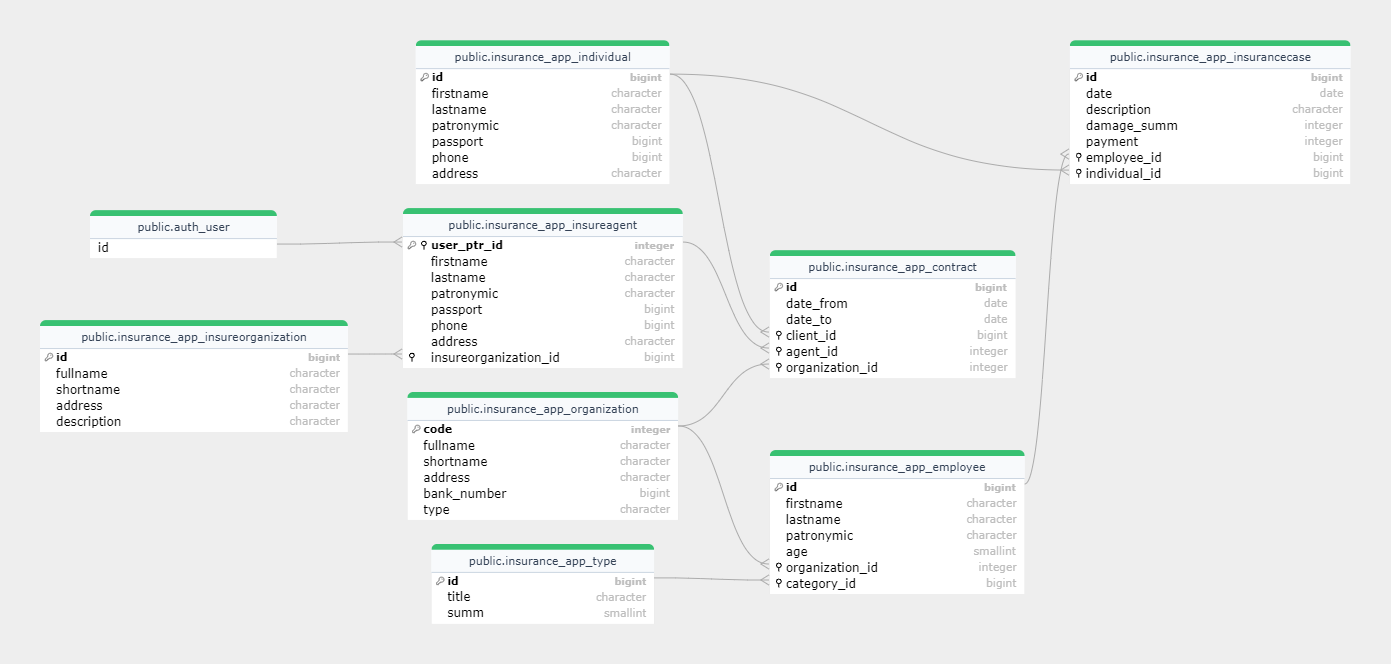 public.insurance_app_individual
id bigint
firstname character
lastname character
patronymic character
passport bigint
phone bigint
address character
public.insurance_app_insurancecase
id bigint
date date
description character
damage_summ integer
payment integer
employee_id bigint
individual_id bigint
public.auth_user
id
public.insurance_app_insureagent
user_ptr_id integer
firstname character
lastname character
patronymic character
passport bigint
phone bigint
address character
insureorganization_id bigint
public.insurance_app_contract
id bigint
date_from date
date_to date
client_id bigint
agent_id integer
organization_id integer
public.insurance_app_insureorganization
id bigint
fullname character
shortname character
address character
description character
public.insurance_app_organization
code integer
fullname character
shortname character
address character
bank_number bigint
type character
public.insurance_app_employee
id bigint
firstname character
lastname character
patronymic character
age smallint
organization_id integer
category_id bigint
public.insurance_app_type
id bigint
title character
summ smallint